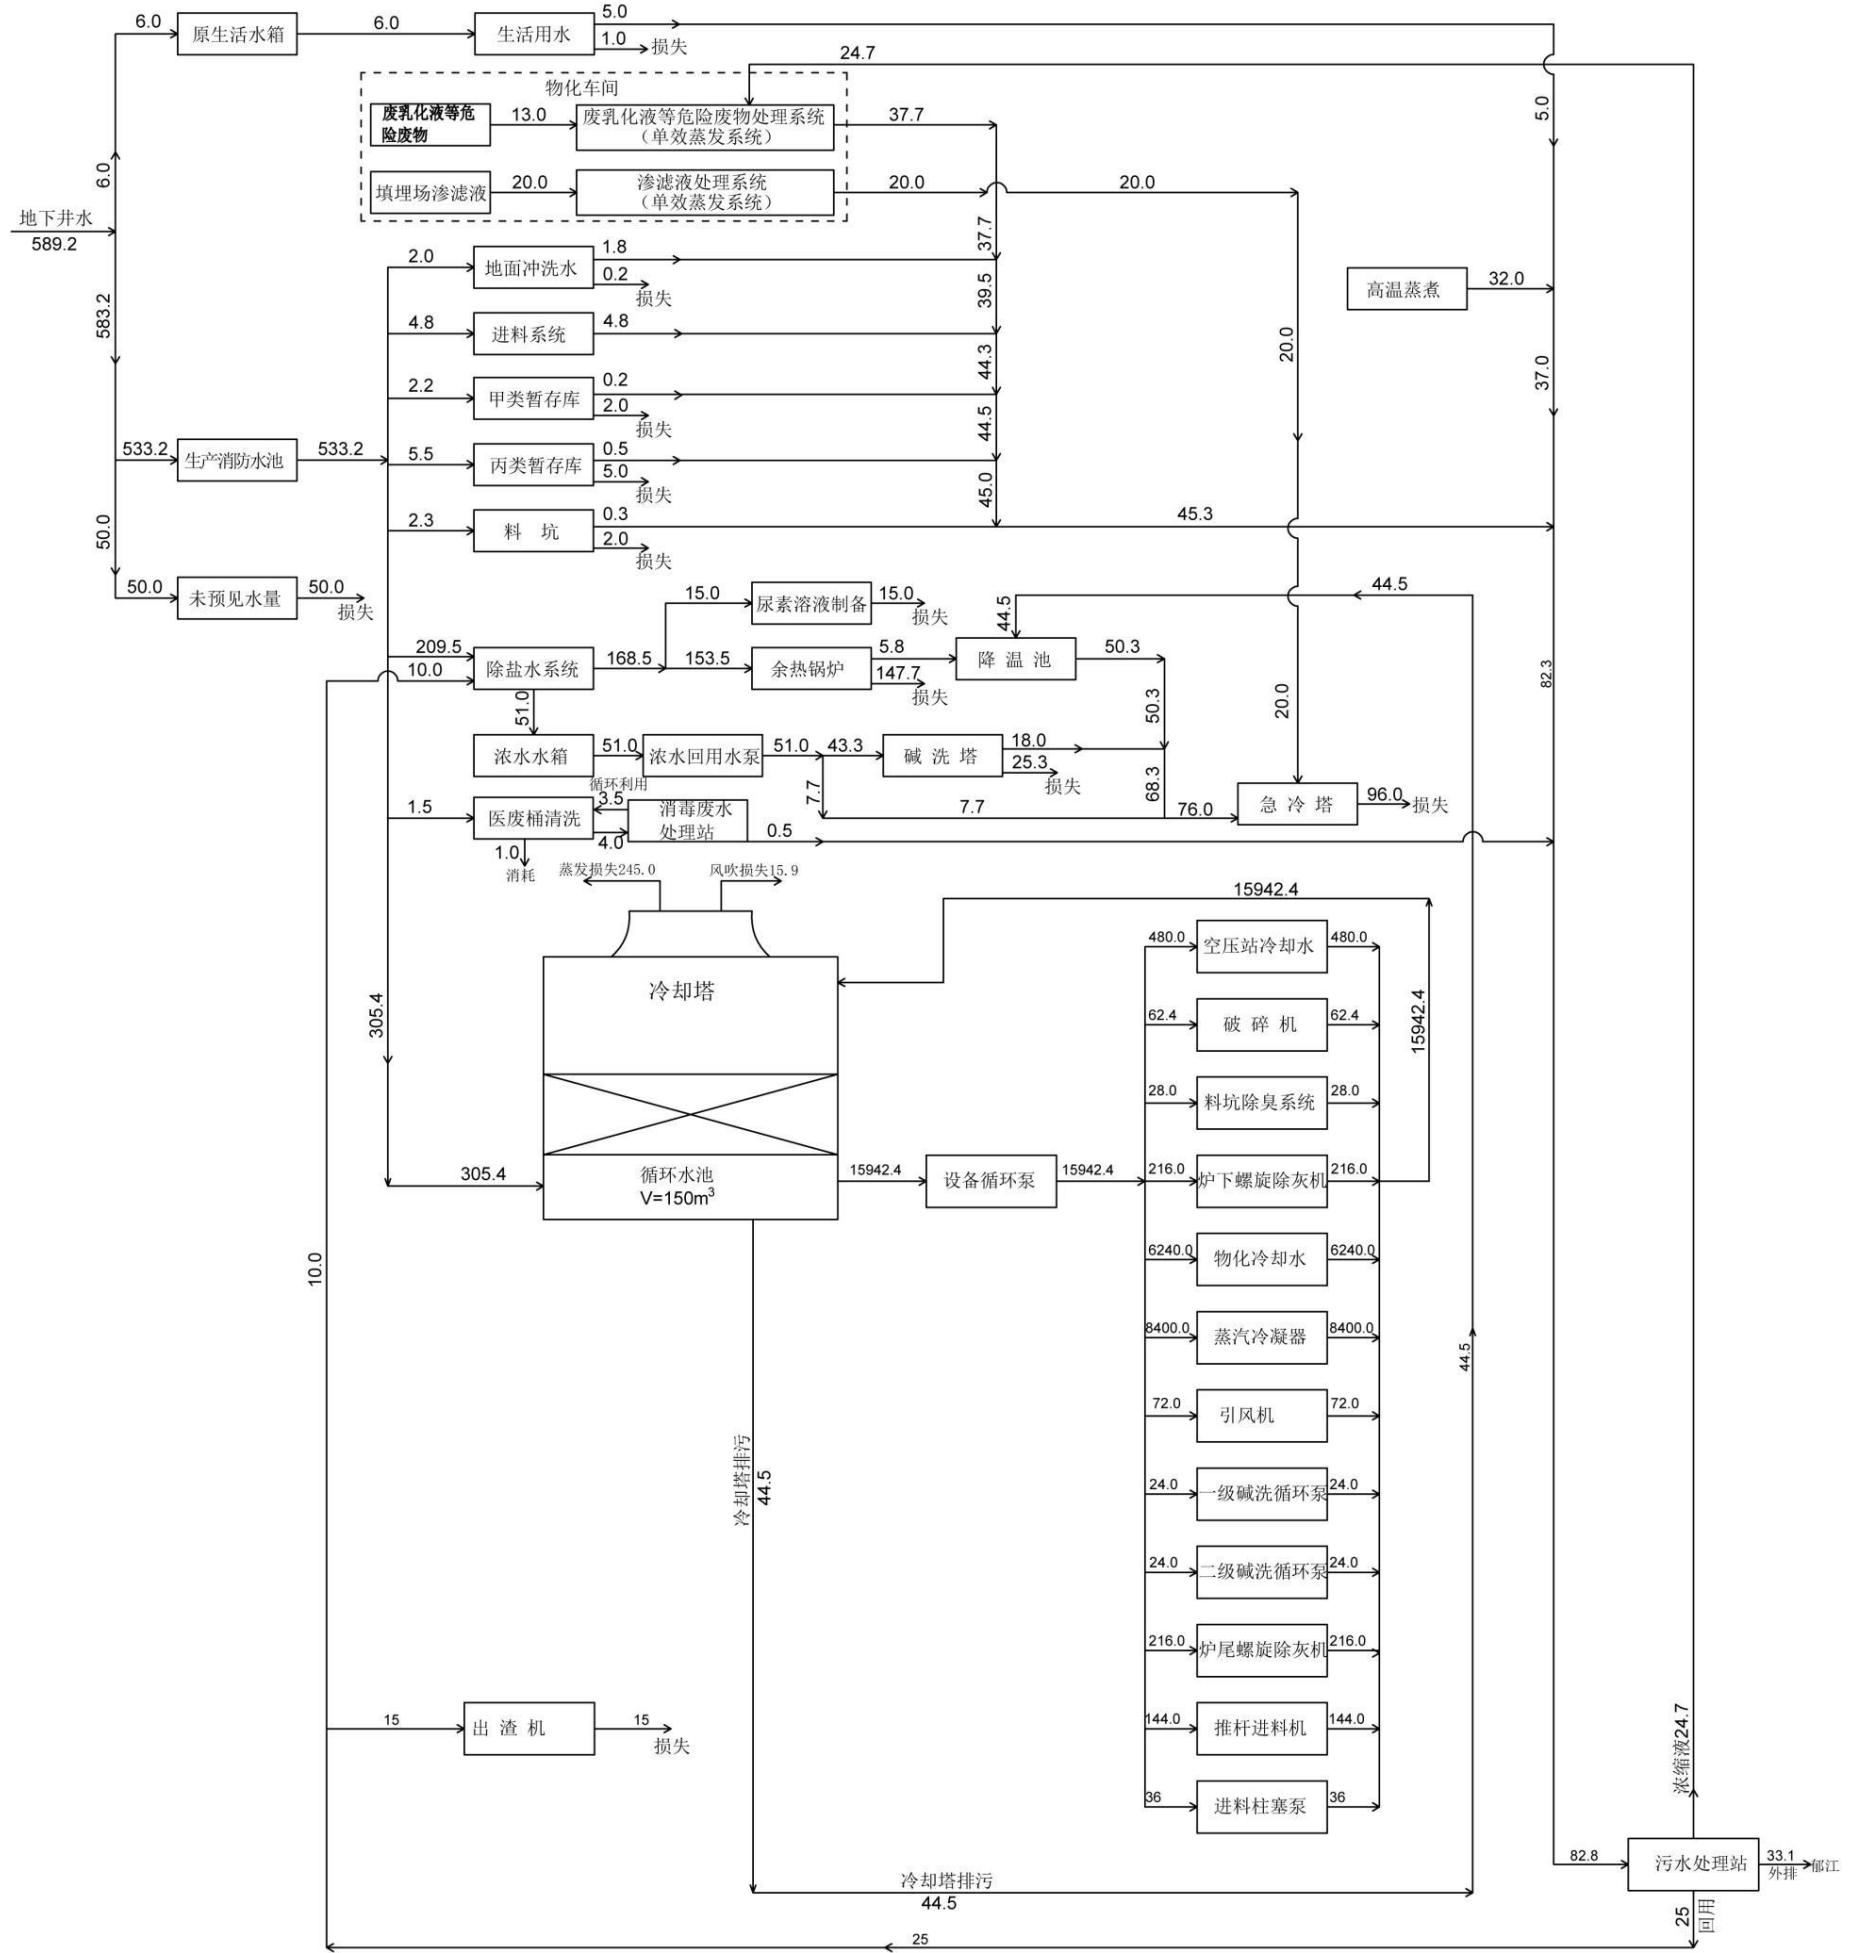 6.0
原生活水箱
6.0
生活用水
5.0
1.0
损失
24.7
物化车间
废乳化液等危
险废物
13.0
废乳化液等危险废物处理系统
（单效蒸发系统）
37.7
5.0
6.0
填埋场渗滤液
20.0
渗滤液处理系统
（单效蒸发系统）
20.0
20.0
地下井水
589.2
37.7
2.0
地面冲洗水
1.8
0.2
损失
39.5
高温蒸煮
32.0
583.2
4.8
进料系统
4.8
44.3
20.0
37.0
2.2
甲类暂存库
0.2
2.0
损失
44.5
533.2
生产消防水池
533.2
5.5
丙类暂存库
0.5
5.0
损失
45.0
50.0
2.3
料 坑
0.3
2.0
损失
45.3
50.0
未预见水量
50.0
损失
15.0
尿素溶液制备
15.0
损失
44.5
44.5
209.5
10.0
除盐水系统
168.5
153.5
余热锅炉
5.8
147.7
损失
降 温 池
50.3
82.3
51.0
50.3
20.0
浓水水箱
51.0
浓水回用水泵
51.0
43.3
碱 洗 塔
18.0
25.3
损失
循环利用
7.7
68.3
1.5
医废桶清洗
3.5
4.0
消毒废水
处理站
7.7
76.0
急 冷 塔
96.0
损失
0.5
1.0
消耗
蒸发损失245.0
风吹损失15.9
15942.4
冷却塔
305.4
480.0
空压站冷却水
480.0
62.4
破 碎 机
62.4
15942.4
28.0
料坑除臭系统
28.0
305.4
循环水池
V=150m³
15942.4
设备循环泵
15942.4
216.0
炉下螺旋除灰机
216.0
10.0
6240.0
物化冷却水
6240.0
8400.0
蒸汽冷凝器
8400.0
44.5
72.0
引风机
72.0
冷却塔排污
44.5
24.0
一级碱洗循环泵
24.0
24.0
二级碱洗循环泵
24.0
216.0
炉尾螺旋除灰机
216.0
15
出 渣 机
15
损失
144.0
推杆进料机
144.0
浓缩液24.7
36
进料柱塞泵
36
82.8
污水处理站
33.1
外排
郁江
冷却塔排污
44.5
25
回用
25